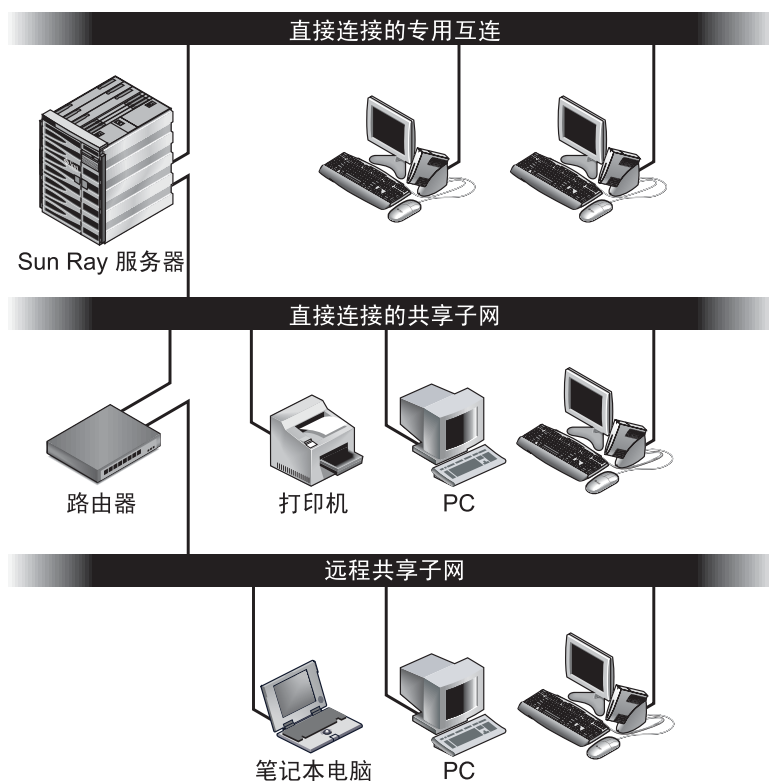 直接连接的专用互连
Sun Ray 服务器
直接连接的共享子网
路由器
打印机
PC
远程共享子网
笔记本电脑
PC